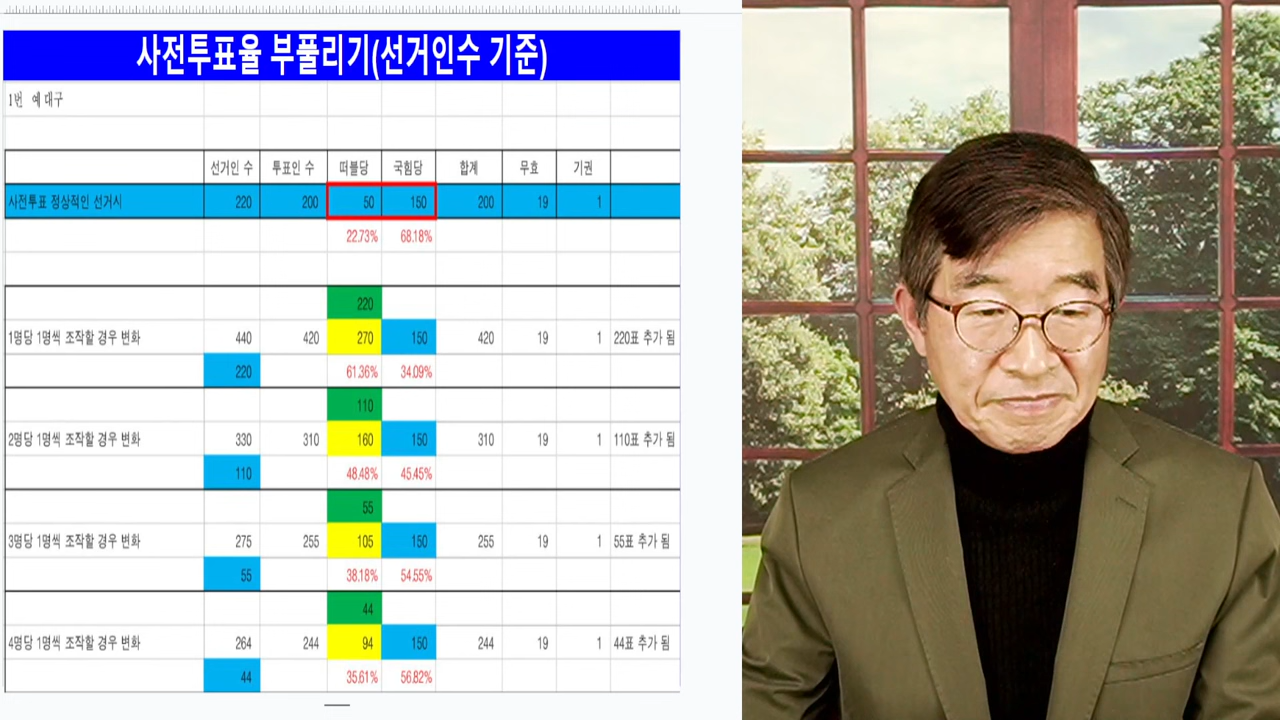 사전투표율 부풀리기(선거인수 기준)
1번 예 대구
선거인 수 투표인 수 떠블당 국힘당 합계 무효 기권
사전투표 정상적인 선거시 220 200 50 150 200 19 1
22.73% 68.18%
220
1명당 1명씩 조작할 경우 변화 440 420 270 150 420 19 1 220표 추가 됨
220 61.36% 34.09%
110
2명당 1명씩 조작할 경우 변화 330 310 160 150 310 19 1 110표 추가 됨
110 48.48% 45.45%
55
3명당 1명씩 조작할 경우 변화 275 255 105 150 255 19 1 55표 추가 됨
55 38.18% 54.55%
44
4명당 1명씩 조작할 경우 변화 264 244 94 150 244 19 1 44표 추가 됨
44 35.61% 56.82%